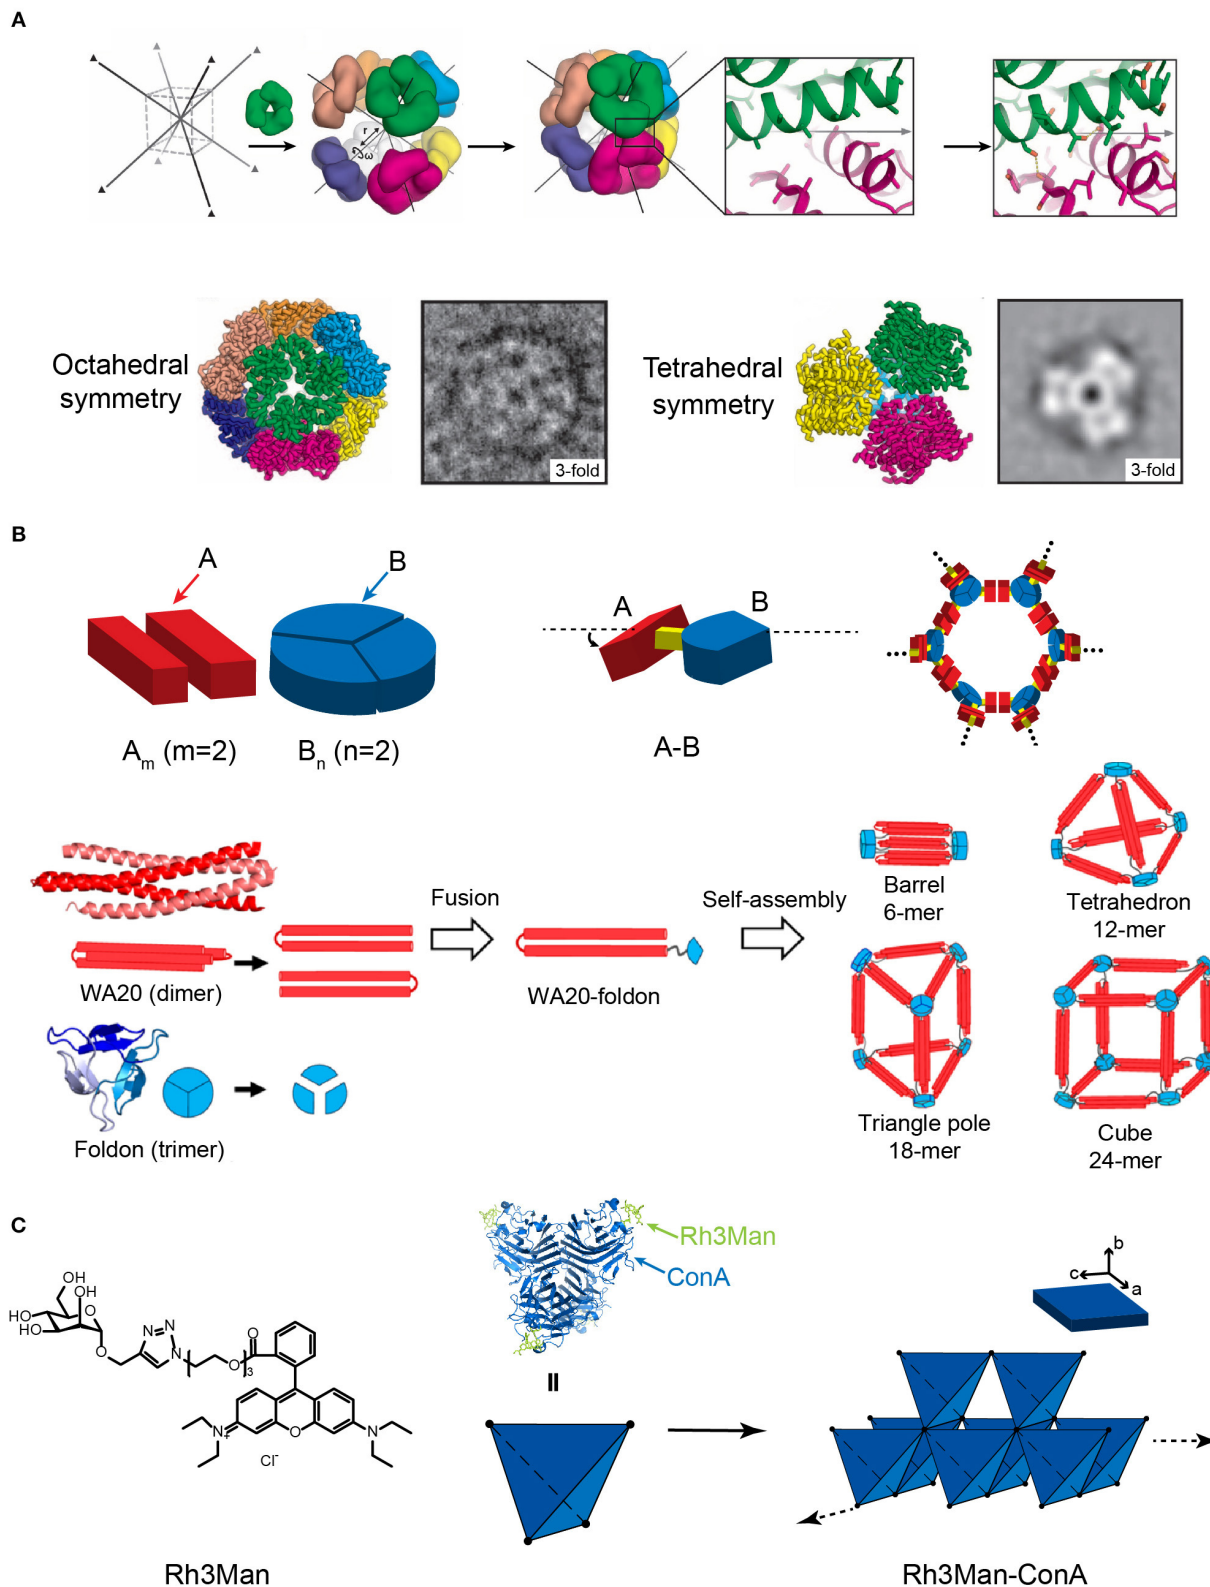 A
r
ω
Octahedral
symmetry
3-fold
Tetrahedral
symmetry
3-fold
B
A
B
Am (m=2)
Bn (n=2)
A
B
A-B
WA20 (dimer)
Fusion
WA20-foldon
Self-assembly
Barrel
6-mer
Tetrahedron
12-mer
Triangle pole
18-mer
Cube
24-mer
Foldon (trimer)
C
OH
OH
HO
HO
HO
O
O
N=N
N
O
3
O
O
N
+
N
Cl-
Rh3Man
Rh3Man
ConA
=
b
c
a
Rh3Man-ConA